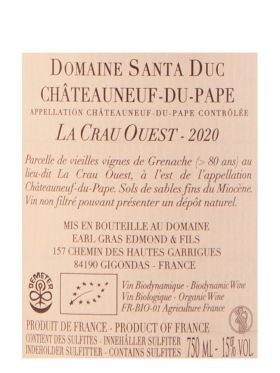 DOMAINE SANTA DUC
CHÂTEAUNEUF-DU-PAPE
APPELLATION CHÂTEAUNEUF-DU-PAPE CONTRÔLÉE
LA CRAU OUEST - 2020
Parcelle de vieilles vignes de Grenache (> 80 ans) au
lieu-dit La Crau Ouest, à l'est de l'appellation
Châteauneuf-du-Pape. Sols de sables fins du Miocène.
Vin non filtré pouvant présenter un dépôt naturel.
MIS EN BOUTEILLE AU DOMAINE
EARL GRAS EDMOND & FILS
157 CHEMIN DES HAUTES GARRIGUES
84190 GIGONDAS - FRANCE
DEMETER
Vin Biodynamique - Biodynamic Wine
Vin Biologique - Organic Wine
FR-BIO-01 Agriculture France
PRODUIT DE FRANCE - PRODUCT OF FRANCE
CONTIENT DES SULFITES - INNEHÅLLER SULFITER
INDEHOLDER SULFITTER - CONTAINS SULFITES
750 ML - 15% VOL.